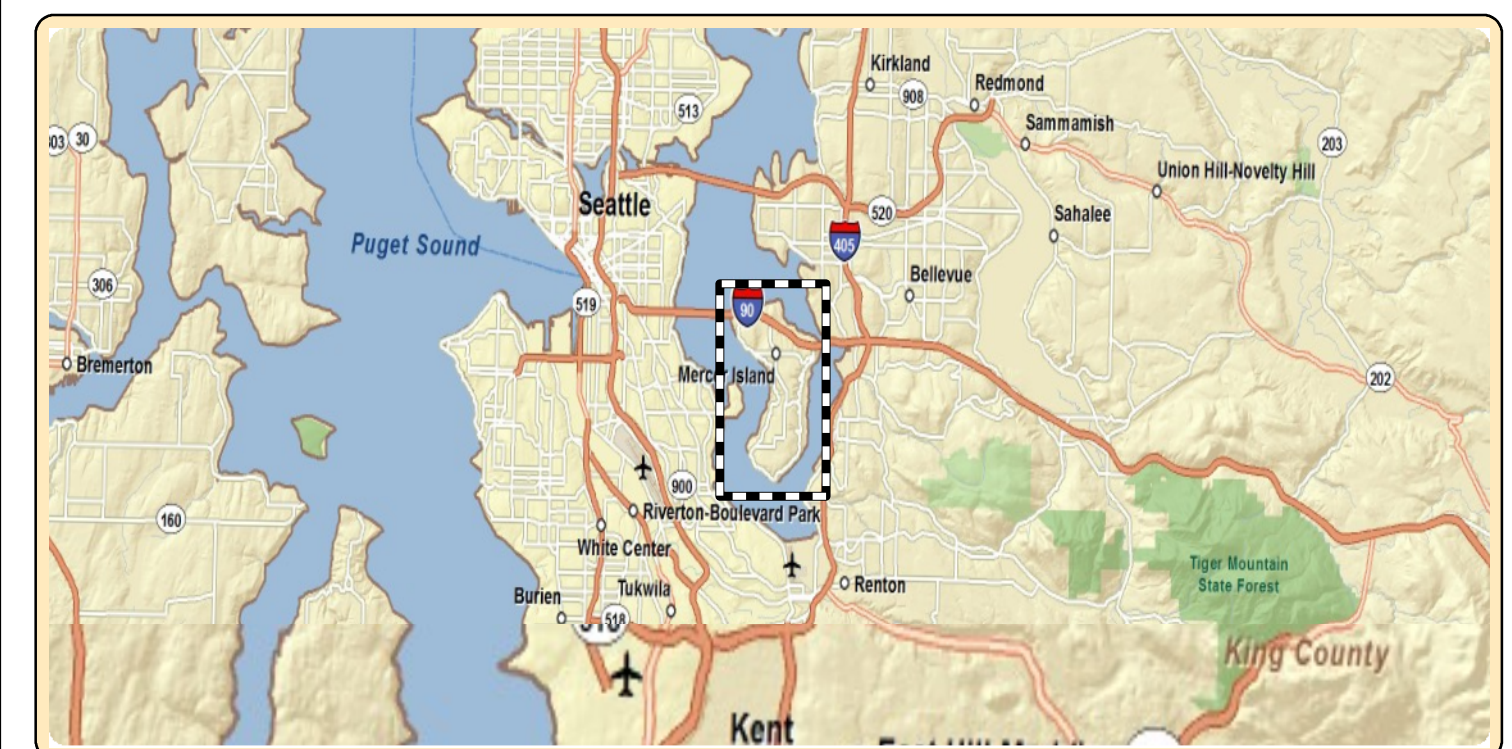 Kirkland
Redmond
908
513
Sammamish
303
30
203
Union Hill-Novelty Hill
Seattle
520
Sahalee
Puget Sound
405
Bellevue
306
519
90
Bremerton
Mercer Island
202
900
Riverton-Boulevard Park
160
White Center
Tiger Mountain
State Forest
Tukwila
Renton
Burien
518
King County
Kent